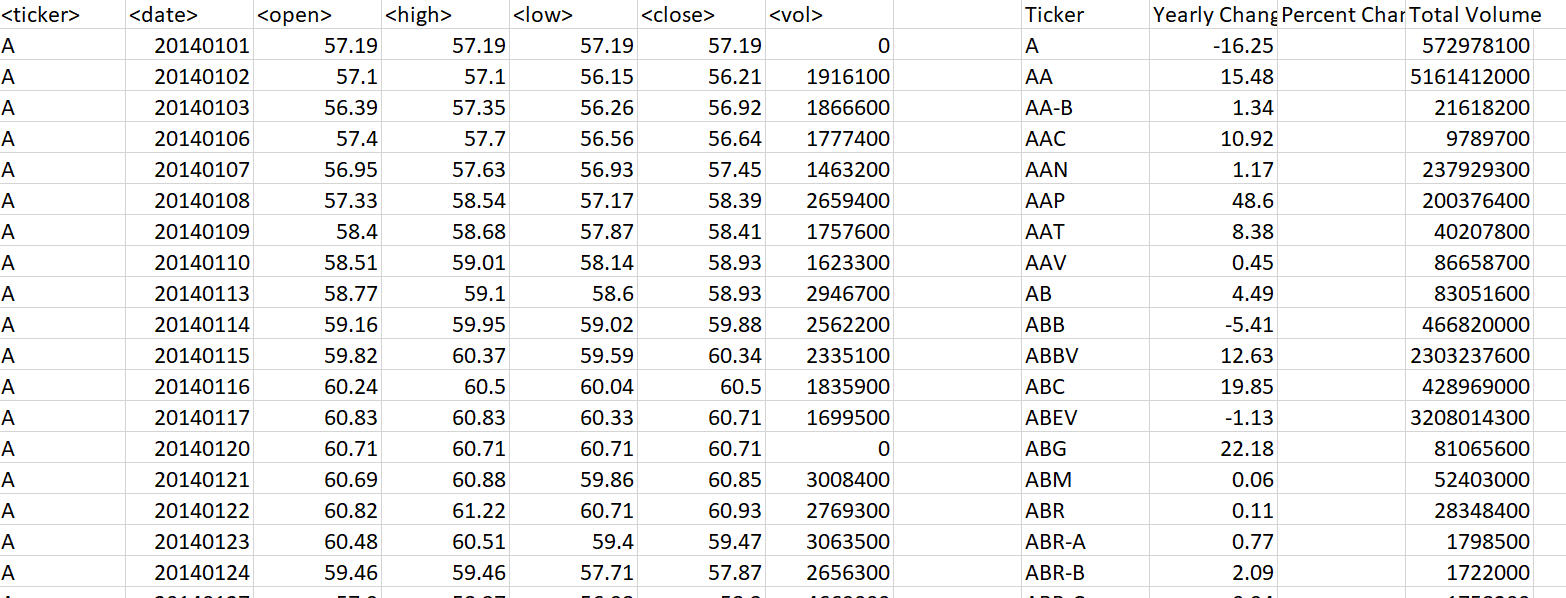 <ticker> <date> <open> <high> <low> <close> <vol> Ticker Yearly Chang Percent Char Total Volume
A 20140101 57.19 57.19 57.19 57.19 0 A -16.25 572978100
A 20140102 57.1 57.1 56.15 56.21 1916100 AA 15.48 5161412000
A 20140103 56.39 57.35 56.26 56.92 1866600 AA-B 1.34 21618200
A 20140106 57.4 57.7 56.56 56.64 1777400 AAC 10.92 9789700
A 20140107 56.95 57.63 56.93 57.45 1463200 AAN 1.17 237929300
A 20140108 57.33 58.54 57.17 58.39 2659400 AAP 48.6 200376400
A 20140109 58.4 58.68 57.87 58.41 1757600 AAT 8.38 40207800
A 20140110 58.51 59.01 58.14 58.93 1623300 AAV 0.45 86658700
A 20140113 58.77 59.1 58.6 58.93 2946700 AB 4.49 83051600
A 20140114 59.16 59.95 59.02 59.88 2562200 ABB -5.41 466820000
A 20140115 59.82 60.37 59.59 60.34 2335100 ABBV 12.63 2303237600
A 20140116 60.24 60.5 60.04 60.5 1835900 ABC 19.85 428969000
A 20140117 60.83 60.83 60.33 60.71 1699500 ABEV -1.13 3208014300
A 20140120 60.71 60.71 60.71 60.71 0 ABG 22.18 81065600
A 20140121 60.69 60.88 59.86 60.85 3008400 ABM 0.06 52403000
A 20140122 60.82 61.22 60.71 60.93 2769300 ABR 0.11 28348400
A 20140123 60.48 60.51 59.4 59.47 3063500 ABR-A 0.77 1798500
A 20140124 59.46 59.46 57.71 57.87 2656300 ABR-B 2.09 1722000